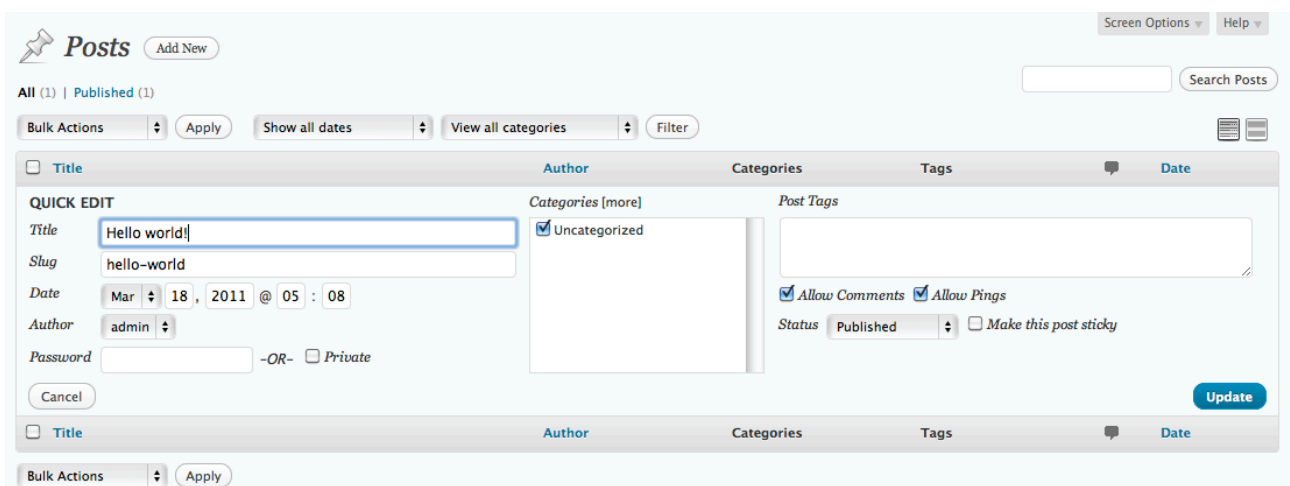 Screen Options Help
Posts Add New
Search Posts
All (1) | Published (1)
Bulk Actions Apply Show all dates View all categories Filter
Title Author Categories Tags Date
QUICK EDIT Categories [more] Post Tags
Title Hello world! Uncategorized
Slug hello-world
Date Mar 18 , 2011 @ 05 : 08 Allow Comments Allow Pings
Author admin Status Published Make this post sticky
Password -OR- Private
Cancel Update
Title Author Categories Tags Date
Bulk Actions Apply